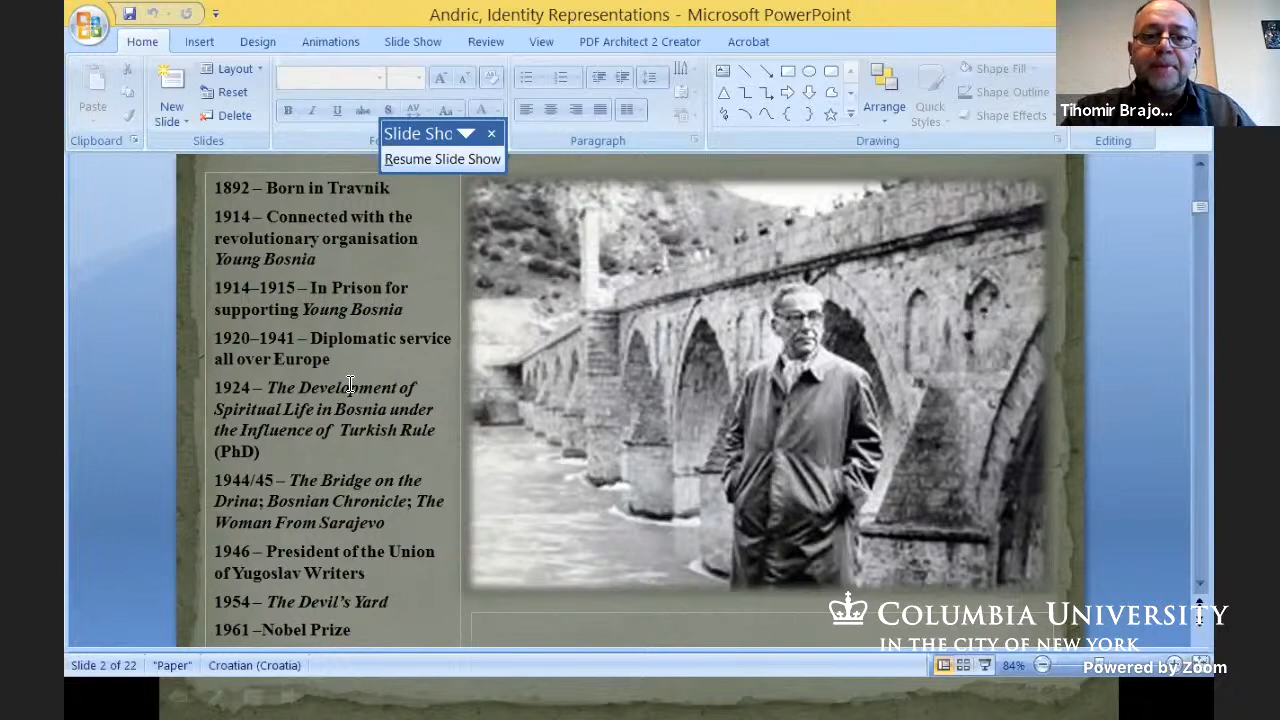 Andric, Identity Representations - Microsoft PowerPoint
Home Insert Design Animations Slide Show Review View PDF Architect 2 Creator Acrobat
Paste
New
Slide
Layout
Reset
Delete
B I U abc S AV Aa A
Arrange
Quick
Styles
Shape Fill
Shape Outline
Shape Effects
Clipboard Slides Paragraph Drawing Editing
Slide Sho
Resume Slide Show
Tihomir Brajo...
1892 – Born in Travnik
1914 – Connected with the
revolutionary organisation
Young Bosnia
1914–1915 – In Prison for
supporting Young Bosnia
1920–1941 – Diplomatic service
all over Europe
1924 – The Development of
Spiritual Life in Bosnia under
the Influence of Turkish Rule
(PhD)
1944/45 – The Bridge on the
Drina; Bosnian Chronicle; The
Woman From Sarajevo
1946 – President of the Union
of Yugoslav Writers
1954 – The Devil's Yard
1961 –Nobel Prize
COLUMBIA UNIVERSITY
IN THE CITY OF NEW YORK
Slide 2 of 22 "Paper" Croatian (Croatia) 84%
Powered by Zoom